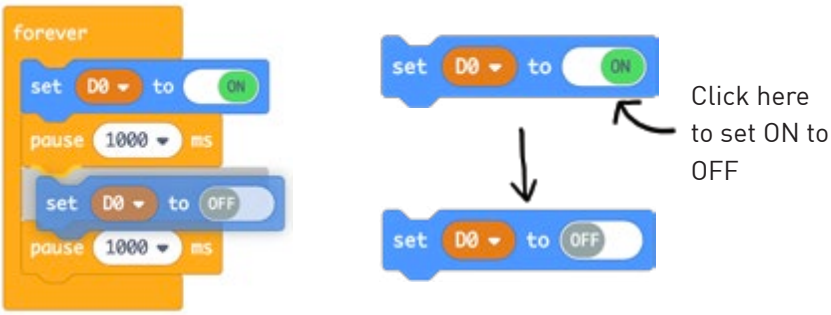 forever
set D0 to ON
pause 1000 ms
set D0 to OFF
pause 1000 ms
set D0 to ON
Click here
to set ON to
OFF
set D0 to OFF